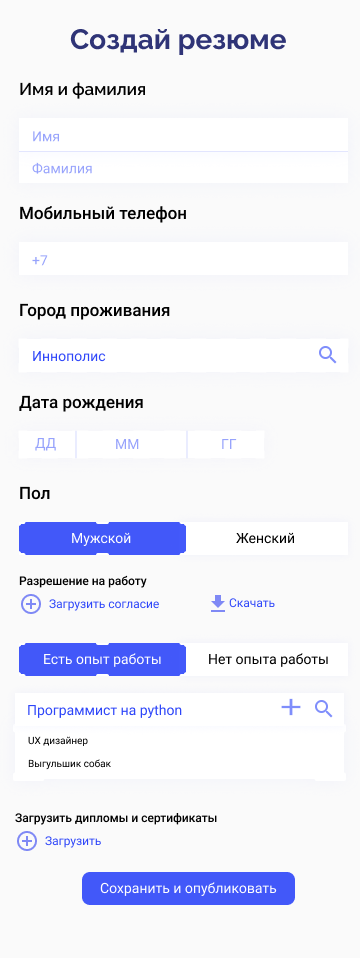 Создай резюме
Имя и фамилия
Имя
Фамилия
Мобильный телефон
+7
Город проживания
Иннополис
Дата рождения
ДД ММ ГГ
Пол
Мужской Женский
Разрешение на работу
Загрузить согласие Скачать
Есть опыт работы Нет опыта работы
Программист на python
UX дизайнер
Выгульшик собак
Загрузить дипломы и сертификаты
Загрузить
Сохранить и опубликовать